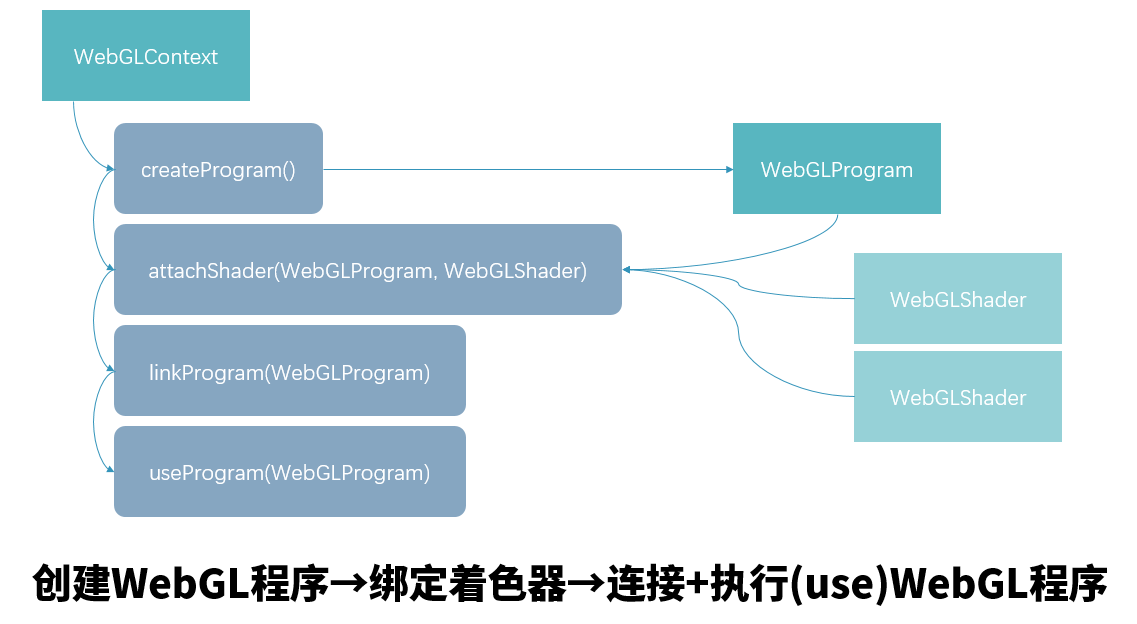 WebGLContext
createProgram()
WebGLProgram
attachShader(WebGLProgram, WebGLShader)
WebGLShader
linkProgram(WebGLProgram)
WebGLShader
useProgram(WebGLProgram)
创建WebGL程序→绑定着色器→连接+执行(use)WebGL程序